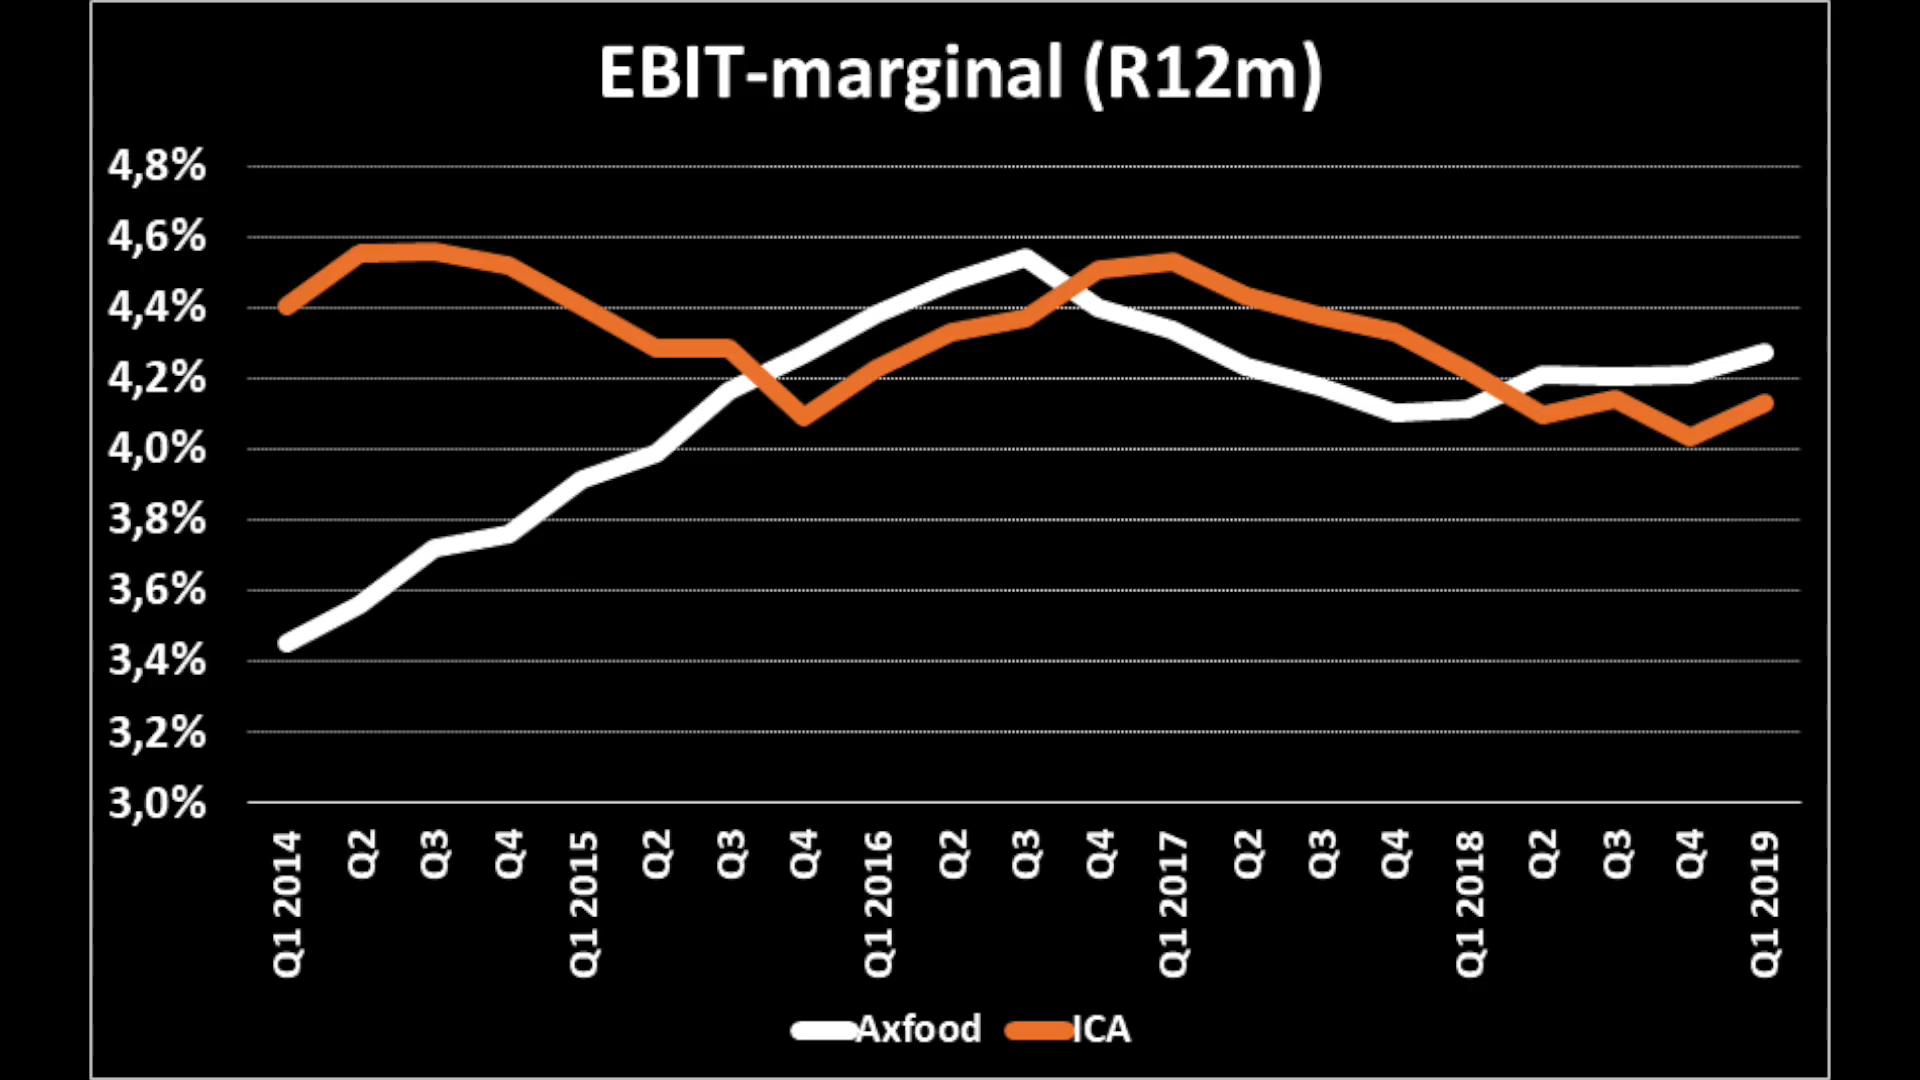 EBIT-marginal (R12m)
4,8%
4,6%
4,4%
4,2%
4,0%
3,8%
3,6%
3,4%
3,2%
3,0%
Q1 2014
Q2
Q3
Q4
Q1 2015
Q2
Q3
Q4
Q1 2016
Q2
Q3
Q4
Q1 2017
Q2
Q3
Q4
Q1 2018
Q2
Q3
Q4
Q1 2019
Axfood ICA